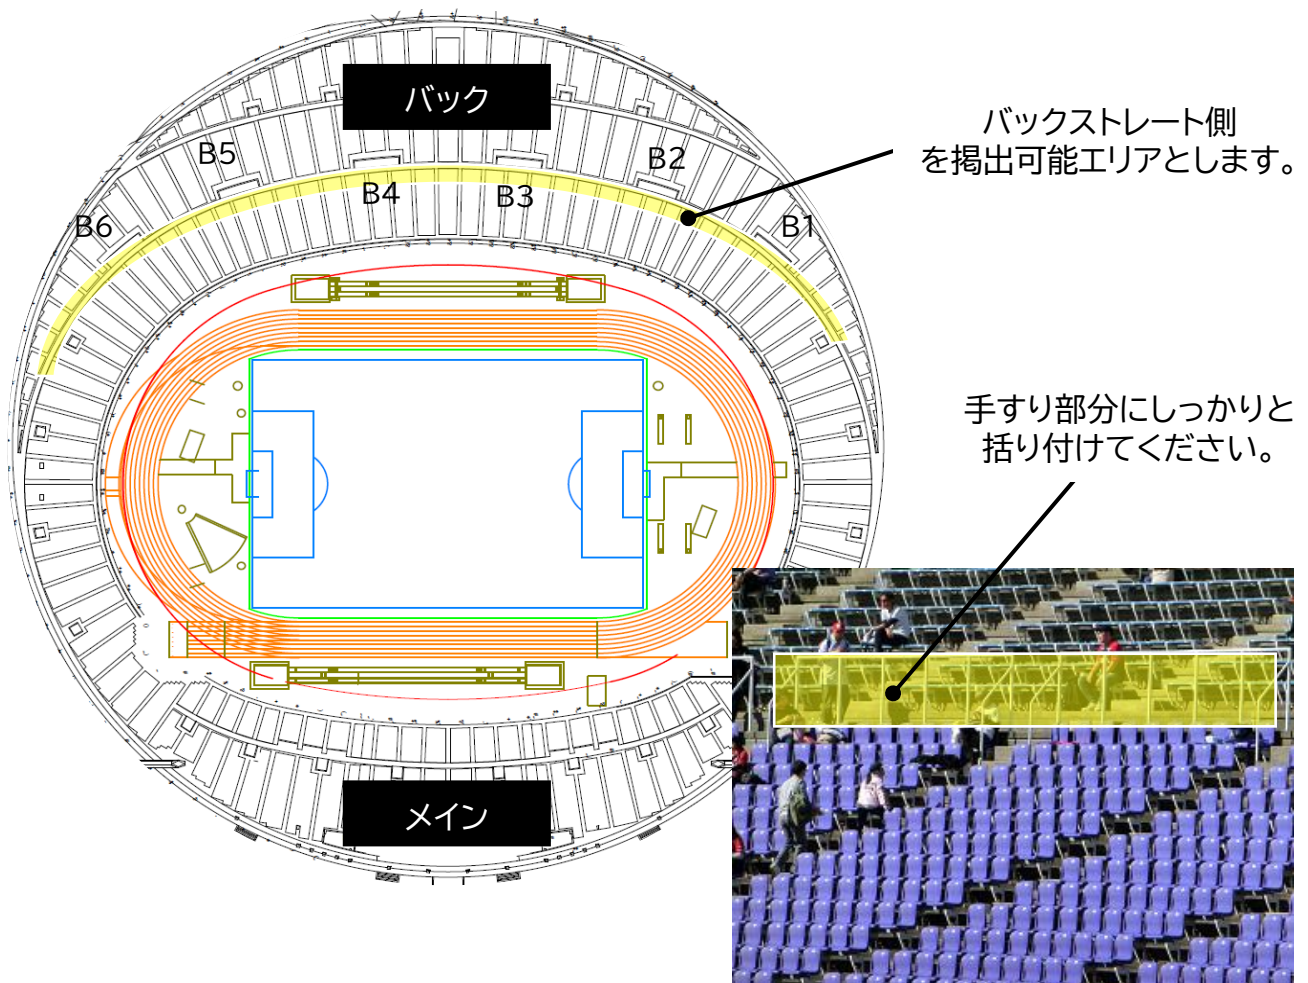 バック
バックストレート側
を掲出可能エリアとします。
B5
B2
B4
B3
B6
B1
手すり部分にしっかりと
括り付けてください。
メイン